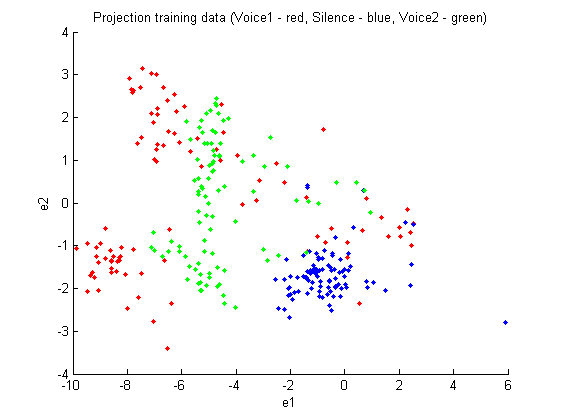 Projection training data (Voice1 - red, Silence - blue, Voice2 - green)
4
3
2
1
0
-1
-2
-3
-4
e2
-10 -8 -6 -4 -2 0 2 4 6
e1